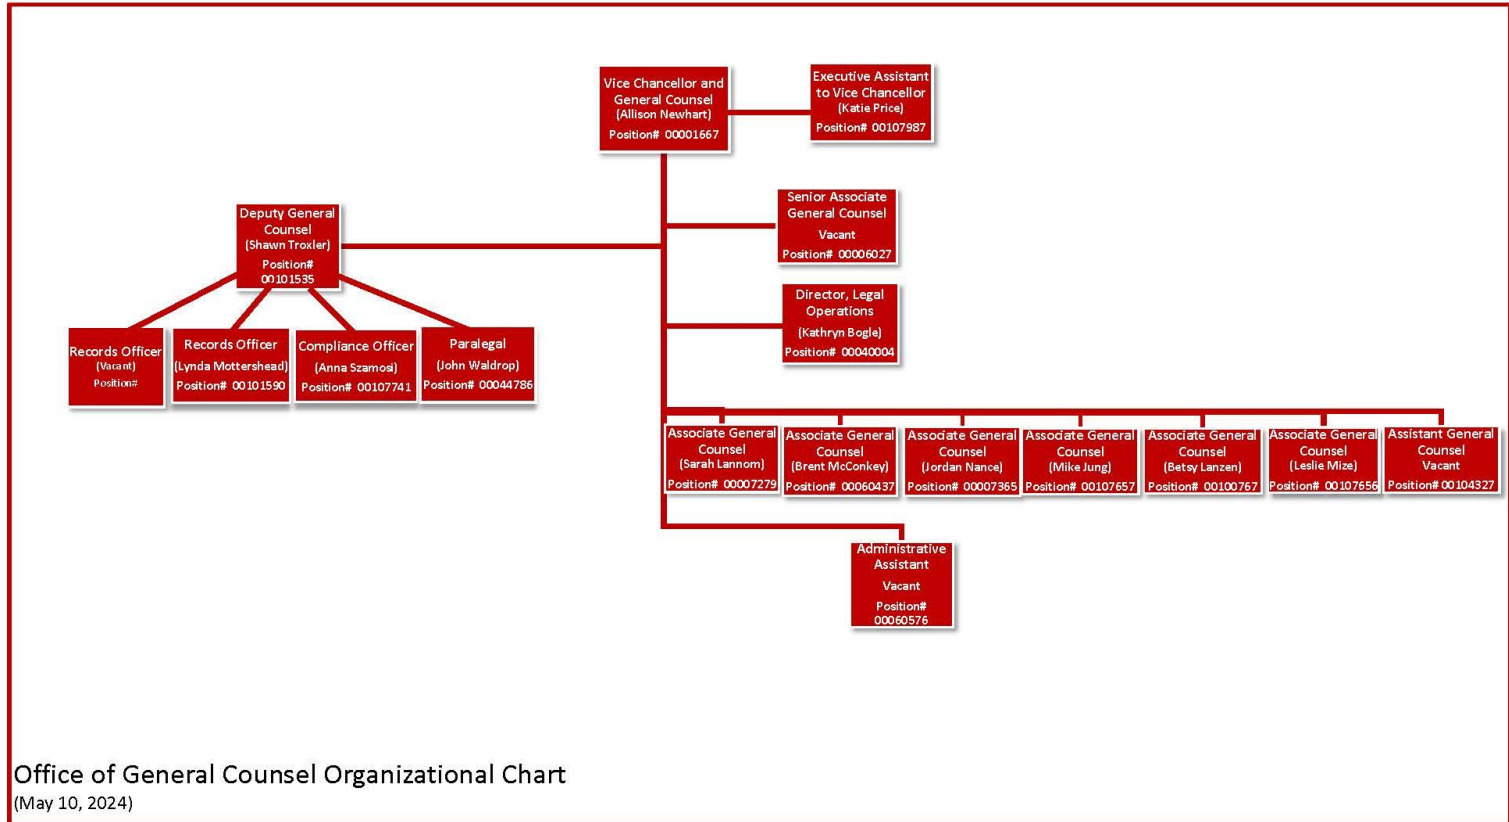 Vice Chancellor and
General Counsel
(Allison Newhart)
Position# 00001667
Executive Assistant
to Vice Chancellor
(Katie Price)
Position# 00107987
Senior Associate
General Counsel
Vacant
Position# 00006027
Deputy General
Counsel
(Shawn Troxler)
Position#
00101535
Director, Legal
Operations
(Kathryn Bogle)
Position# 00040004
Records Officer
(Vacant)
Position#
Records Officer
(Lynda Mottershead)
Position# 00101590
Compliance Officer
(Anna Szamosi)
Position# 00107741
Paralegal
(John Waldrop)
Position# 00044786
Associate General
Counsel
(Sarah Lannom)
Position# 00007279
Associate General
Counsel
(Brent McConkey)
Position# 00060437
Associate General
Counsel
(Jordan Nance)
Position# 00007365
Associate General
Counsel
(Mike Jung)
Position# 00107657
Associate General
Counsel
(Betsy Lanzen)
Position# 00100767
Associate General
Counsel
(Leslie Mize)
Position# 00107656
Assistant General
Counsel
Vacant
Position# 00104327
Administrative
Assistant
Vacant
Position#
00060576
Office of General Counsel Organizational Chart
(May 10, 2024)